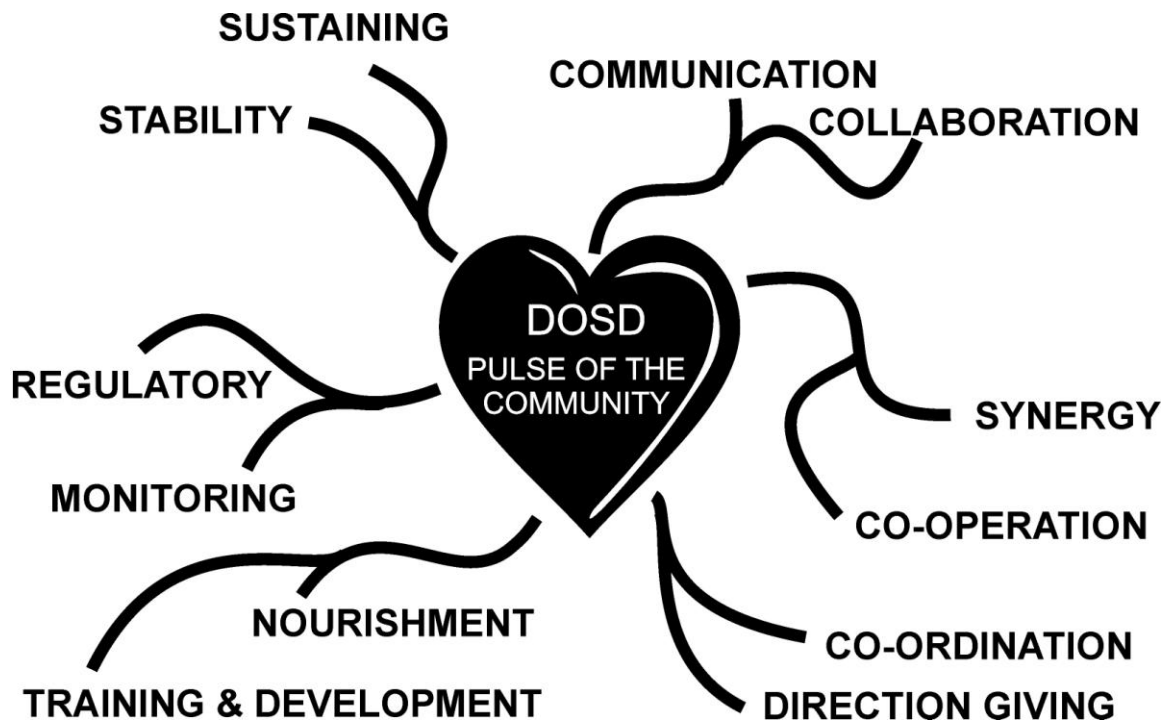 SUSTAINING
COMMUNICATION
STABILITY
COLLABORATION
DOSD
PULSE OF THE
COMMUNITY
REGULATORY
SYNERGY
MONITORING
CO-OPERATION
NOURISHMENT
CO-ORDINATION
TRAINING & DEVELOPMENT
DIRECTION GIVING